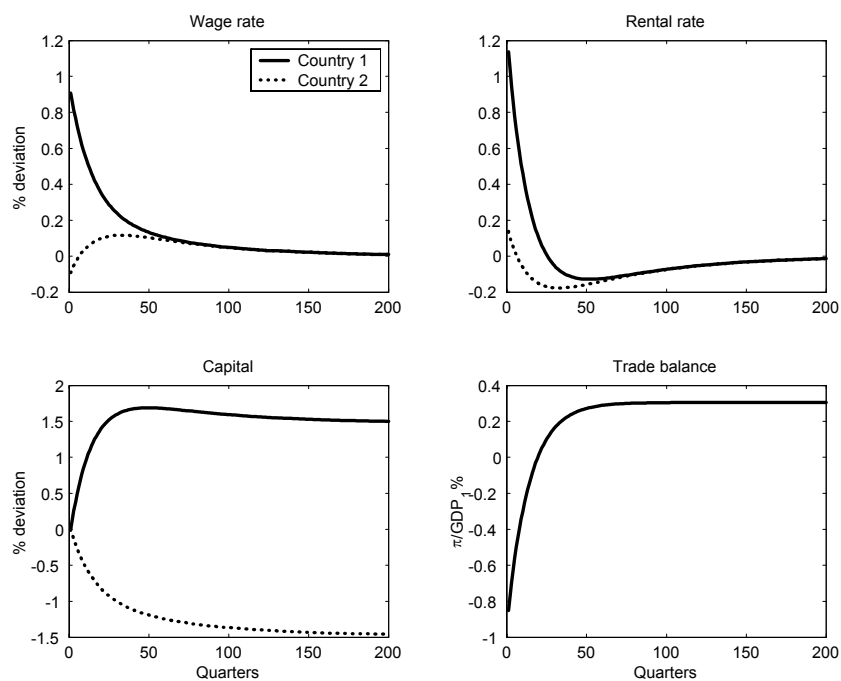 Wage rate
Rental rate
1.2
1
0.8
0.6
0.4
0.2
0
-0.2
% deviation
Country 1
Country 2
0 50 100 150 200
1.2
1
0.8
0.6
0.4
0.2
0
-0.2
0 50 100 150 200
Capital
Trade balance
2
1.5
1
0.5
0
-0.5
-1
-1.5
% deviation
0 50 100 150 200
Quarters
0.4
0.2
0
-0.2
-0.4
-0.6
-0.8
-1
π/GDP₁%
0 50 100 150 200
Quarters